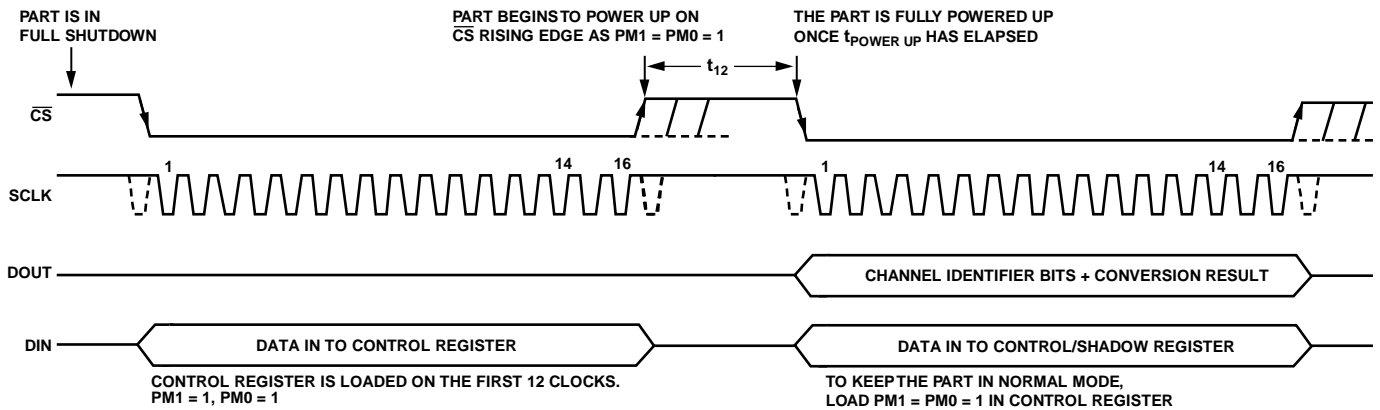 PART IS IN
FULL SHUTDOWN
PART BEGINS TO POWER UP ON
CS RISING EDGE AS PM1 = PM0 = 1
THE PART IS FULLY POWERED UP
ONCE tPOWER UP HAS ELAPSED
t12
CS
1
14
16
1
14
16
SCLK
DOUT
CHANNEL IDENTIFIER BITS + CONVERSION RESULT
DIN
DATA IN TO CONTROL REGISTER
DATA IN TO CONTROL/SHADOW REGISTER
CONTROL REGISTER IS LOADED ON THE FIRST 12 CLOCKS.
PM1 = 1, PM0 = 1
TO KEEP THE PART IN NORMAL MODE,
LOAD PM1 = PM0 = 1 IN CONTROL REGISTER